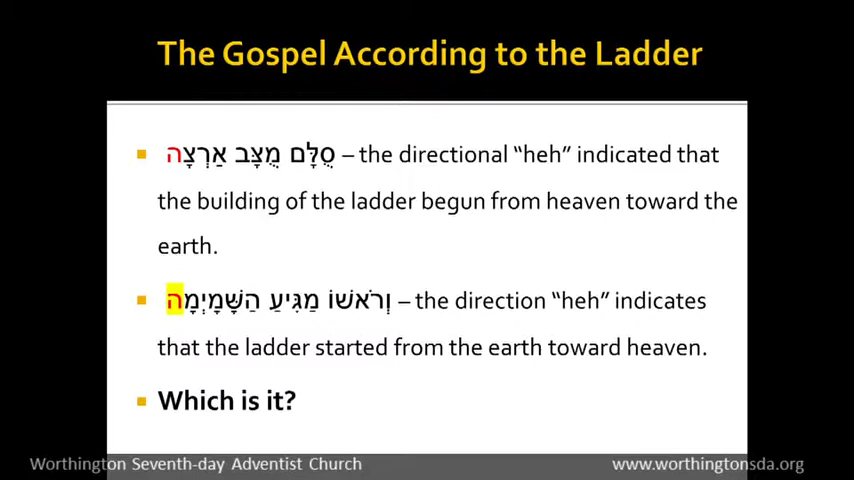 The Gospel According to the Ladder
סֻלָּם מֻצָּב אַרְצָה – the directional “heh” indicated that
the building of the ladder begun from heaven toward the
earth.
וְרֹאשׁוֹ מַגִּיעַ הַשָּׁמָיְמָה – the direction “heh” indicates
that the ladder started from the earth toward heaven.
Which is it?
Worthington Seventh-day Adventist Church www.worthingtonsda.org